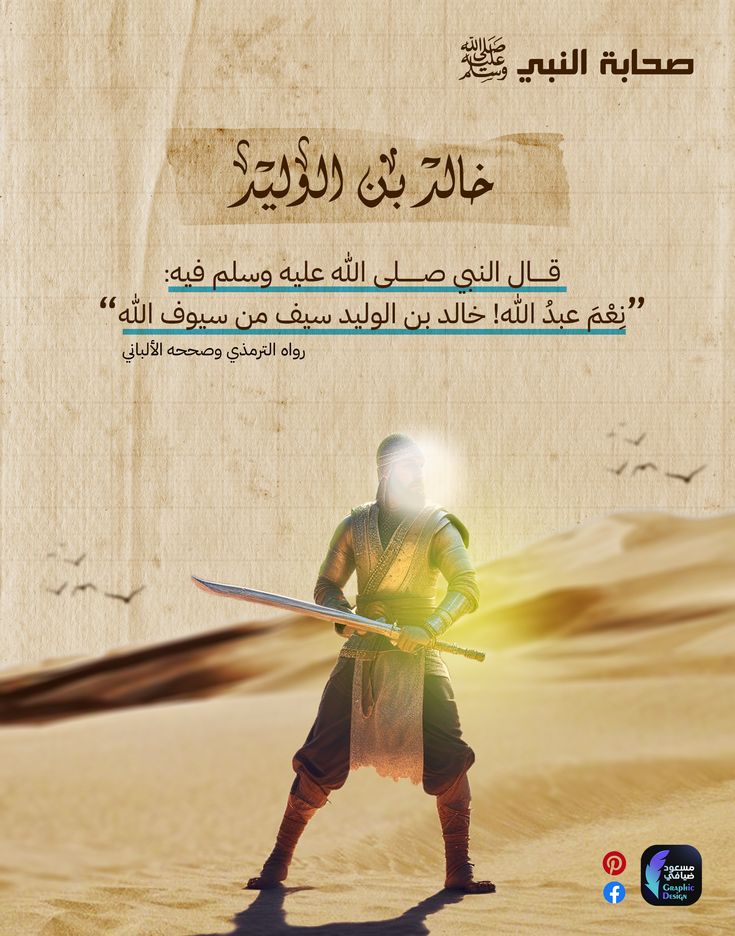 صحابة النبي ﷺ
خالد بن الوليد
قال النبي صلى الله عليه وسلم فيه:
”نِعْمَ عبدُ الله! خالد بن الوليد سيف من سيوف الله“
رواه الترمذي وصححه الألباني
مسعود
ضيافي
Graphic
Design